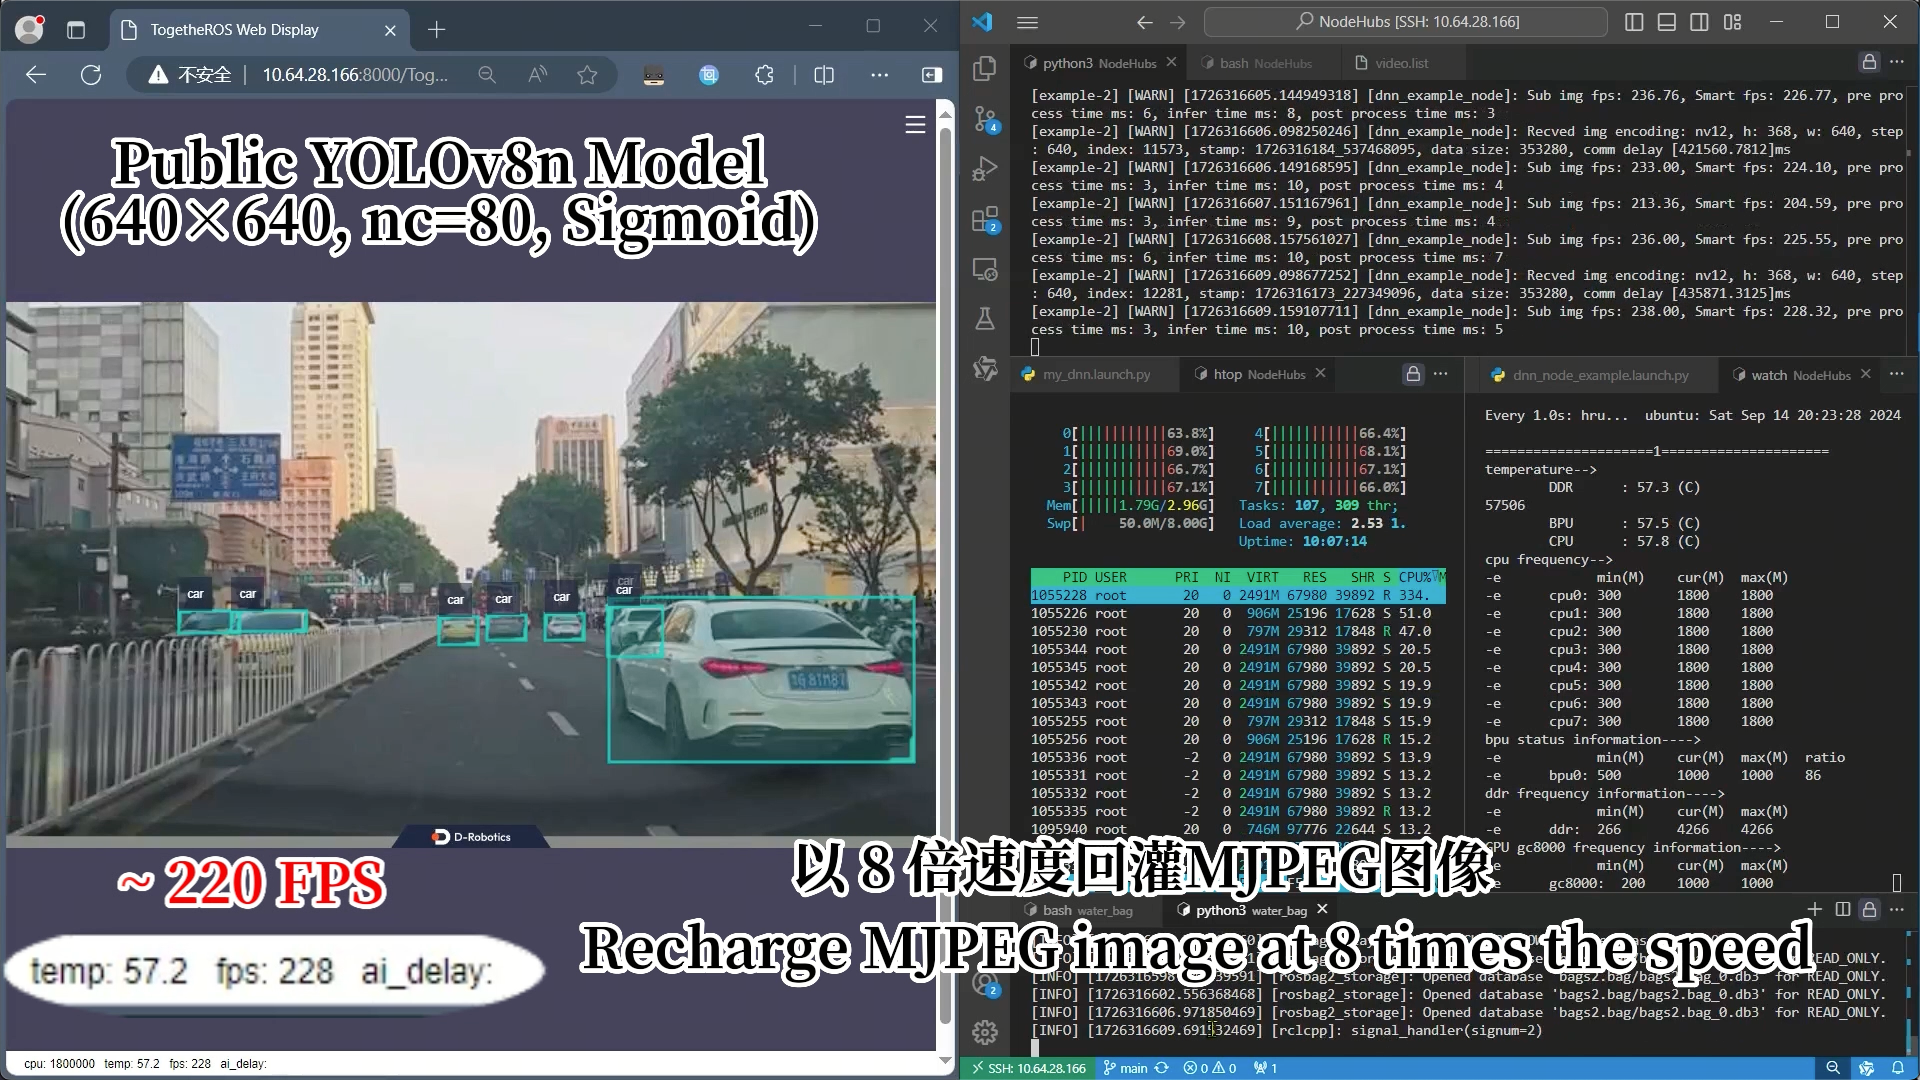 TogetheROS Web Display
不安全
10.64.28.166:8000/Tog...
Public YOLOv8n Model
(640×640, nc=80, Sigmoid)
car
car
car
car
car
car
car
D-Robotics
~ 220 FPS
temp: 57.2 fps: 228 ai_delay:
cpu: 1800000 temp: 57.2 fps: 228 ai_delay:
NodeHubs [SSH: 10.64.28.166]
python3 NodeHubs
bash NodeHubs
video.list
[example-2] [WARN] [1726316605.144949318] [dnn_example_node]: Sub img fps: 236.76, Smart fps: 226.77, pre pro
cess time ms: 6, infer time ms: 8, post process time ms: 3
[example-2] [WARN] [1726316606.098250246] [dnn_example_node]: Recved img encoding: nv12, h: 368, w: 640, step
: 640, index: 11573, stamp: 1726316184_537468095, data size: 353280, comm delay [421560.7812]ms
[example-2] [WARN] [1726316606.149168595] [dnn_example_node]: Sub img fps: 233.00, Smart fps: 224.10, pre pro
cess time ms: 3, infer time ms: 10, post process time ms: 4
[example-2] [WARN] [1726316607.151167961] [dnn_example_node]: Sub img fps: 213.36, Smart fps: 204.59, pre pro
cess time ms: 3, infer time ms: 9, post process time ms: 4
[example-2] [WARN] [1726316608.157561027] [dnn_example_node]: Sub img fps: 236.00, Smart fps: 225.55, pre pro
cess time ms: 6, infer time ms: 10, post process time ms: 7
[example-2] [WARN] [1726316609.098677252] [dnn_example_node]: Recved img encoding: nv12, h: 368, w: 640, step
: 640, index: 12281, stamp: 1726316173_227349096, data size: 353280, comm delay [435871.3125]ms
[example-2] [WARN] [1726316609.159107711] [dnn_example_node]: Sub img fps: 238.00, Smart fps: 228.32, pre pro
cess time ms: 3, infer time ms: 10, post process time ms: 5
my_dnn.launch.py
htop NodeHubs
0[63.8%] 4[66.4%]
1[69.0%] 5[68.1%]
2[66.7%] 6[67.1%]
3[67.1%] 7[66.0%]
Mem[1.79G/2.96G] Tasks: 107, 309 thr;
Swp[50.0M/8.00G] Load average: 2.53 1.
Uptime: 10:07:14
PID USER PRI NI VIRT RES SHR S CPU%▽M
1055228 root 20 0 2491M 67980 39892 R 334.
1055226 root 20 0 906M 25196 17628 S 51.0
1055230 root 20 0 797M 29312 17848 R 47.0
1055344 root 20 0 2491M 67980 39892 S 20.5
1055345 root 20 0 2491M 67980 39892 S 20.5
1055342 root 20 0 2491M 67980 39892 S 19.9
1055343 root 20 0 2491M 67980 39892 S 19.9
1055255 root 20 0 797M 29312 17848 S 15.9
1055256 root 20 0 906M 25196 17628 R 15.2
1055336 root -2 0 2491M 67980 39892 S 13.9
1055331 root -2 0 2491M 67980 39892 S 13.2
1055332 root -2 0 2491M 67980 39892 S 13.2
1055335 root -2 0 2491M 67980 39892 R 13.2
1095940 root 20 0 746M 97776 22644 S 13.2
dnn_node_example.launch.py
watch NodeHubs
Every 1.0s: hru... ubuntu: Sat Sep 14 20:23:28 2024
=====================1=====================
temperature-->
DDR : 57.3 (C)
57506
BPU : 57.5 (C)
CPU : 57.8 (C)
cpu frequency-->
-e min(M) cur(M) max(M)
-e cpu0: 300 1800 1800
-e cpu1: 300 1800 1800
-e cpu2: 300 1800 1800
-e cpu3: 300 1800 1800
-e cpu4: 300 1800 1800
-e cpu5: 300 1800 1800
-e cpu6: 300 1800 1800
-e cpu7: 300 1800 1800
bpu status information---->
-e min(M) cur(M) max(M) ratio
-e bpu0: 500 1000 1000 86
ddr frequency information---->
-e min(M) cur(M) max(M)
-e ddr: 266 4266 4266
GPU gc8000 frequency information---->
min(M) cur(M) max(M)
gc8000: 200 1000 1000
以 8 倍速度回灌MJPEG图像
Recharge MJPEG image at 8 times the speed
bash water_bag
python3 water_bag
READ_ONLY.
[rosbag2_storage]: Opened database 'bags2.bag/bags2.bag_0.db3' for READ_ONLY.
[INFO] [1726316602.556368468] [rosbag2_storage]: Opened database 'bags2.bag/bags2.bag_0.db3' for READ_ONLY.
[INFO] [1726316606.971850469] [rosbag2_storage]: Opened database 'bags2.bag/bags2.bag_0.db3' for READ_ONLY.
[INFO] [1726316609.691532469] [rclcpp]: signal_handler(signum=2)
SSH: 10.64.28.166 main 0 0 1